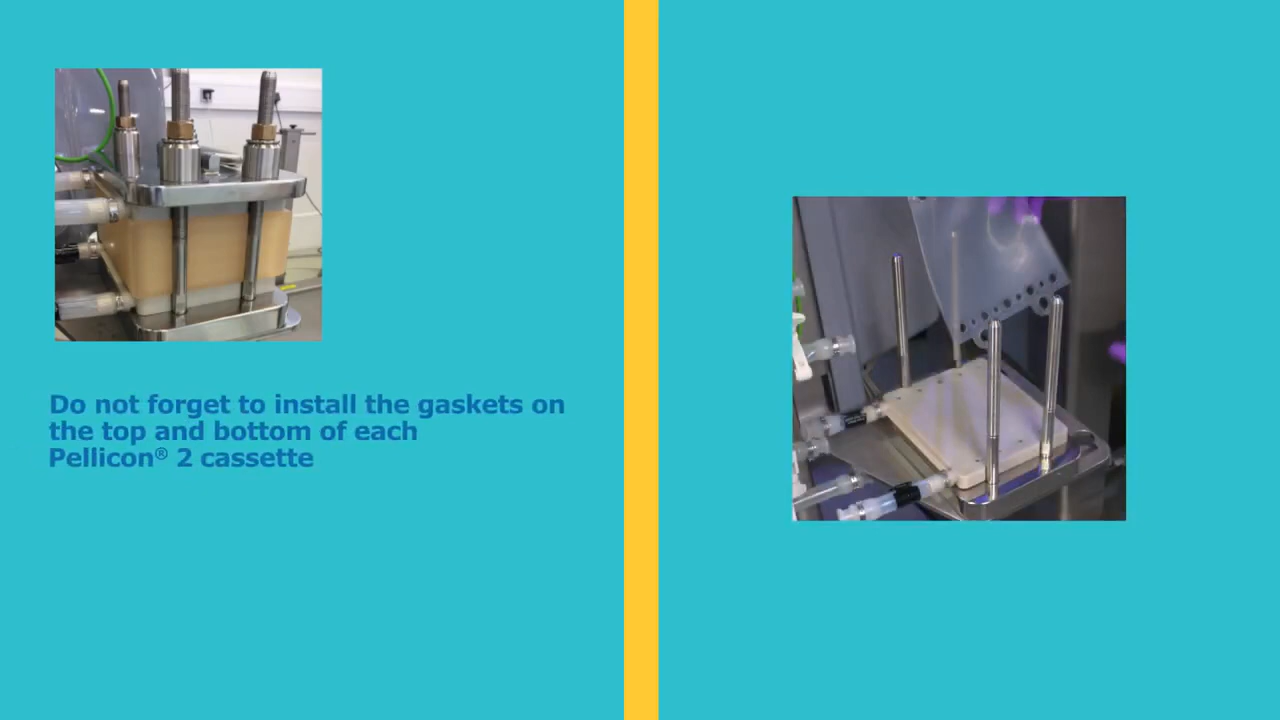 Do not forget to install the gaskets on
the top and bottom of each
Pellicon® 2 cassette